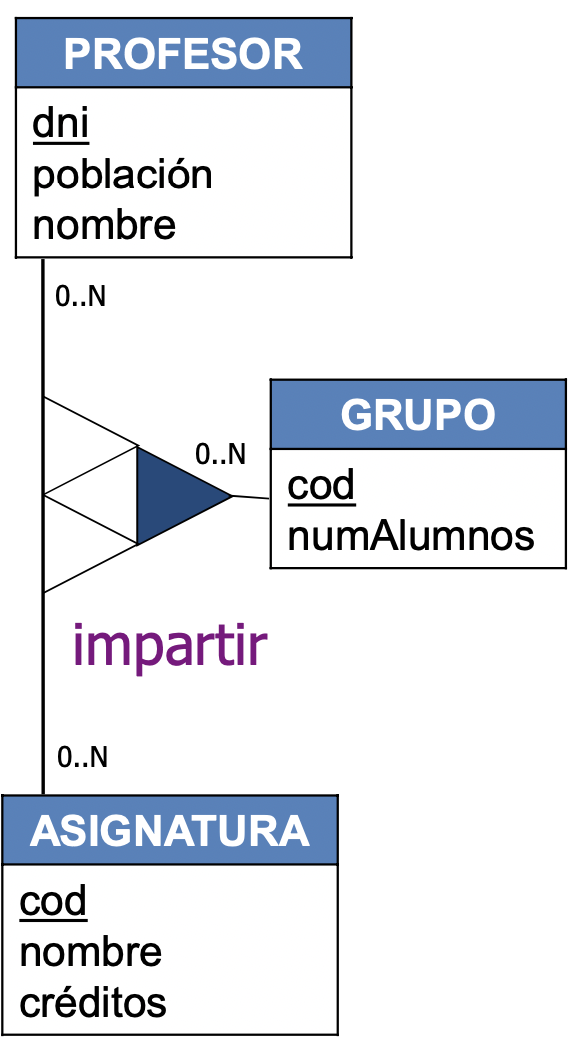 PROFESOR
dni
población
nombre
0..N
GRUPO
0..N
cod
numAlumnos
impartir
0..N
ASIGNATURA
cod
nombre
créditos